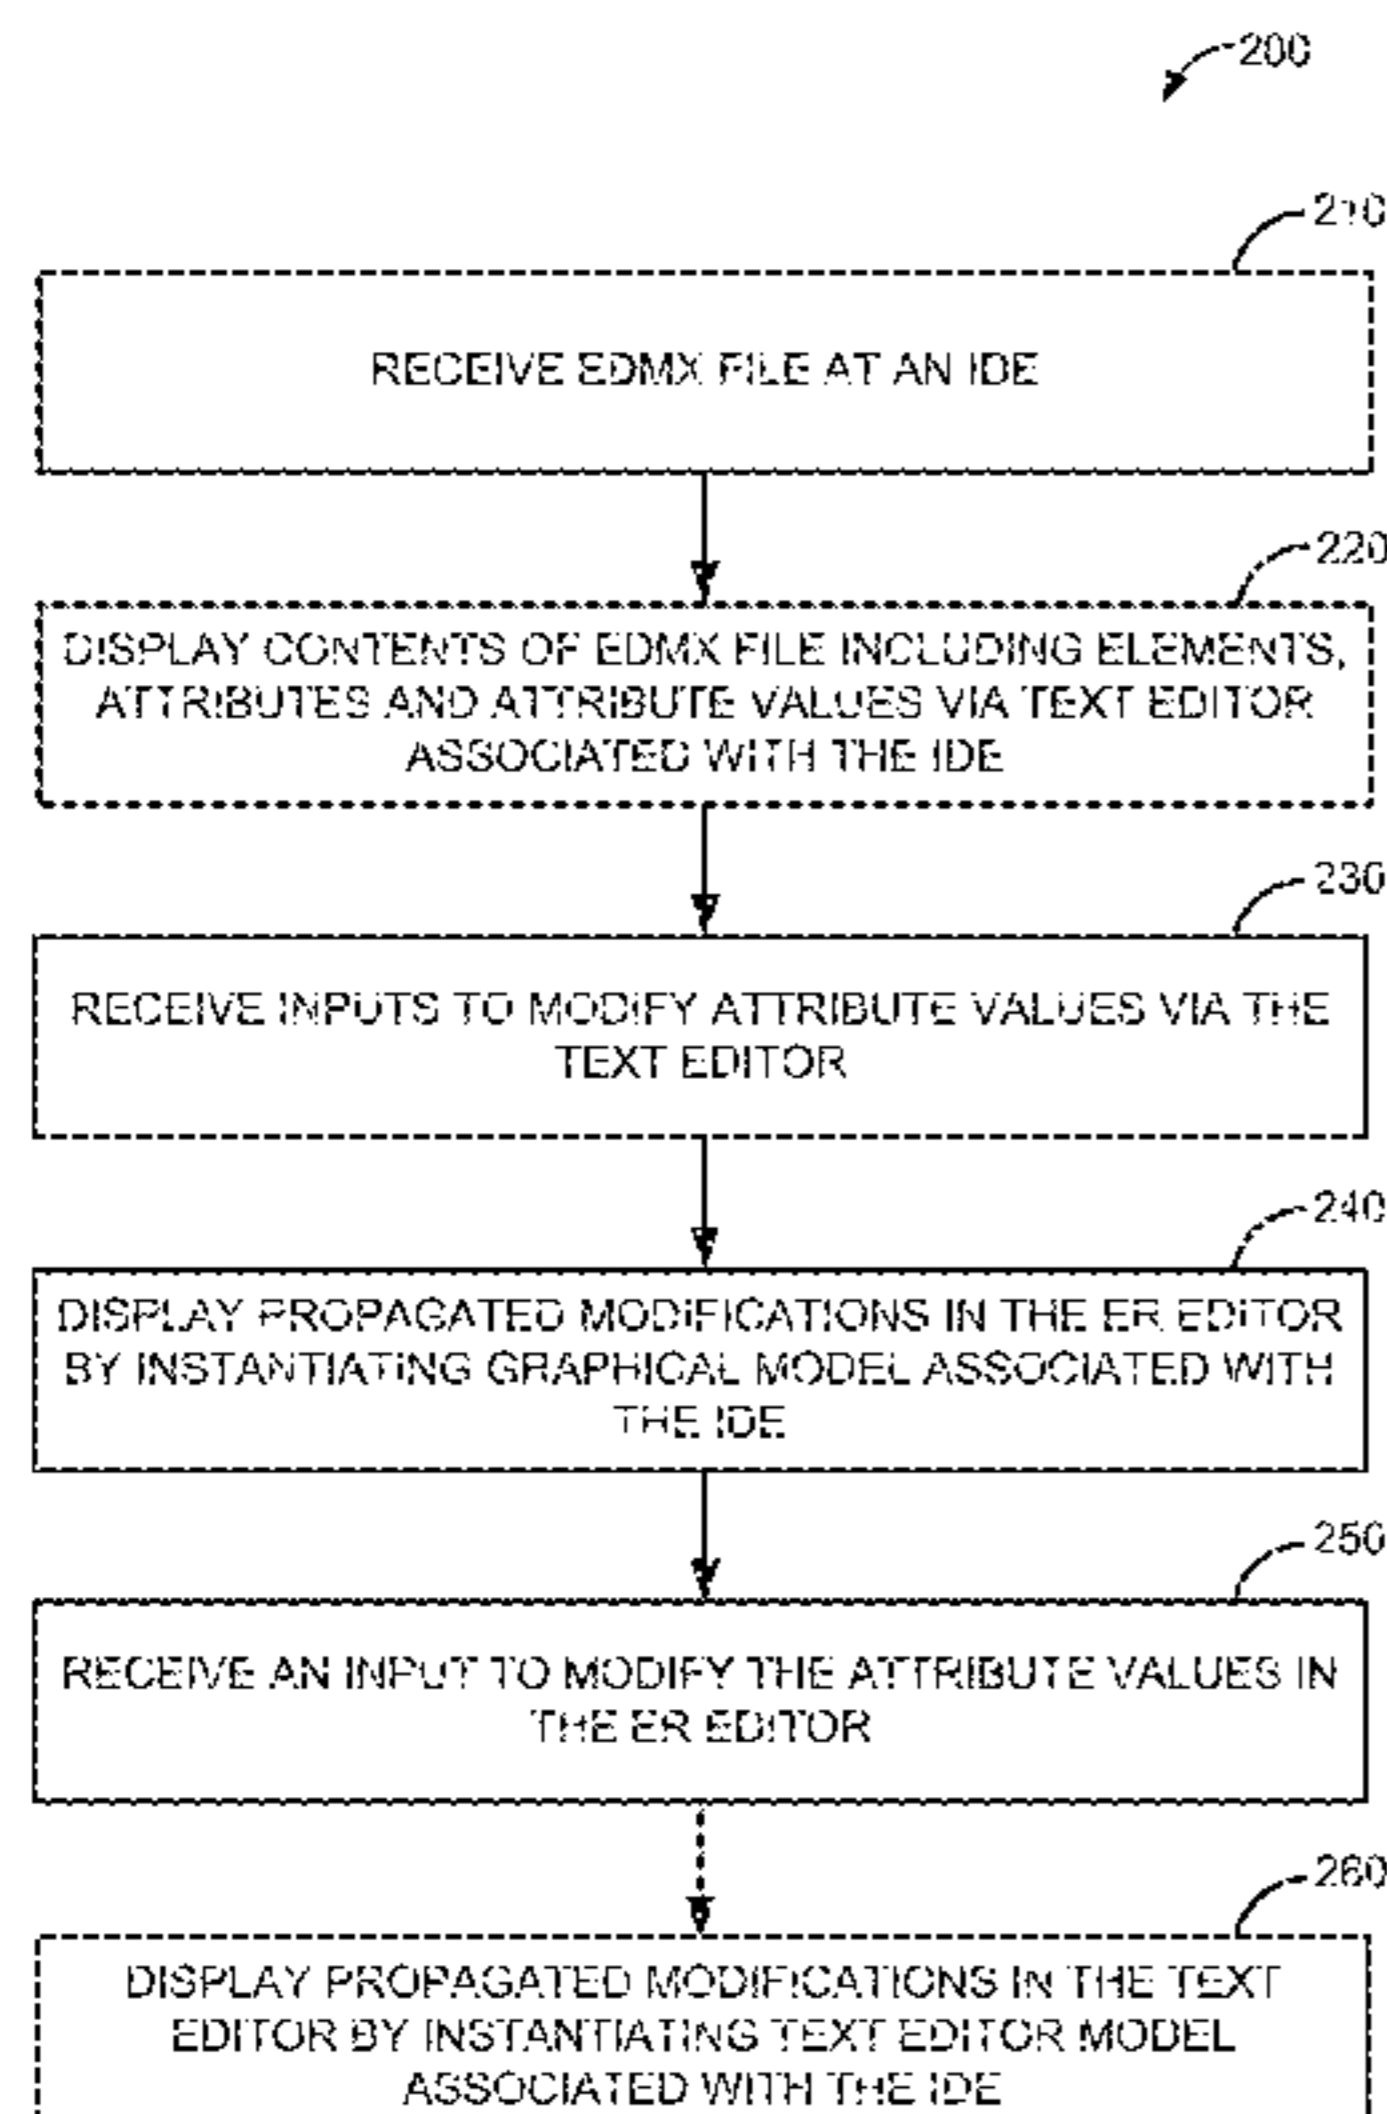 200
210
RECEIVE EDMX FILE AT AN IDE
220
DISPLAY CONTENTS OF EDMX FILE INCLUDING ELEMENTS,
ATTRIBUTES AND ATTRIBUTE VALUES VIA TEXT EDITOR
ASSOCIATED WITH THE IDE
230
RECEIVE INPUTS TO MODIFY ATTRIBUTE VALUES VIA THE
TEXT EDITOR
240
DISPLAY PROPAGATED MODIFICATIONS IN THE ER EDITOR
BY INSTANTIATING GRAPHICAL MODEL ASSOCIATED WITH
THE IDE
250
RECEIVE AN INPUT TO MODIFY THE ATTRIBUTE VALUES IN
THE ER EDITOR
260
DISPLAY PROPAGATED MODIFICATIONS IN THE TEXT
EDITOR BY INSTANTIATING TEXT EDITOR MODEL
ASSOCIATED WITH THE IDE